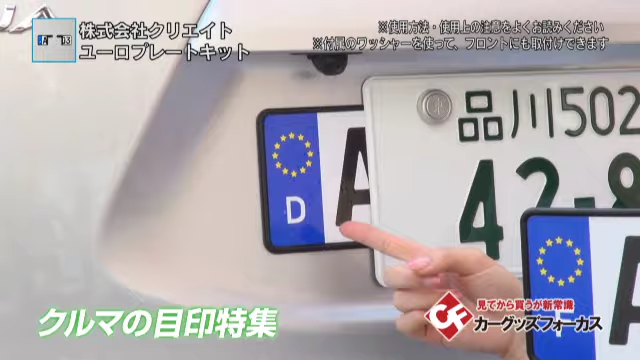 株式会社クリエイト
ユーロプレートキット
※使用方法・使用上の注意をよくお読みください
※付属のワッシャーを使って、フロントにも取付けできます
品川502
42-8
D
A
F
A
クルマの目印特集
見てから買うが新常識
CF カーグッズフォーカス